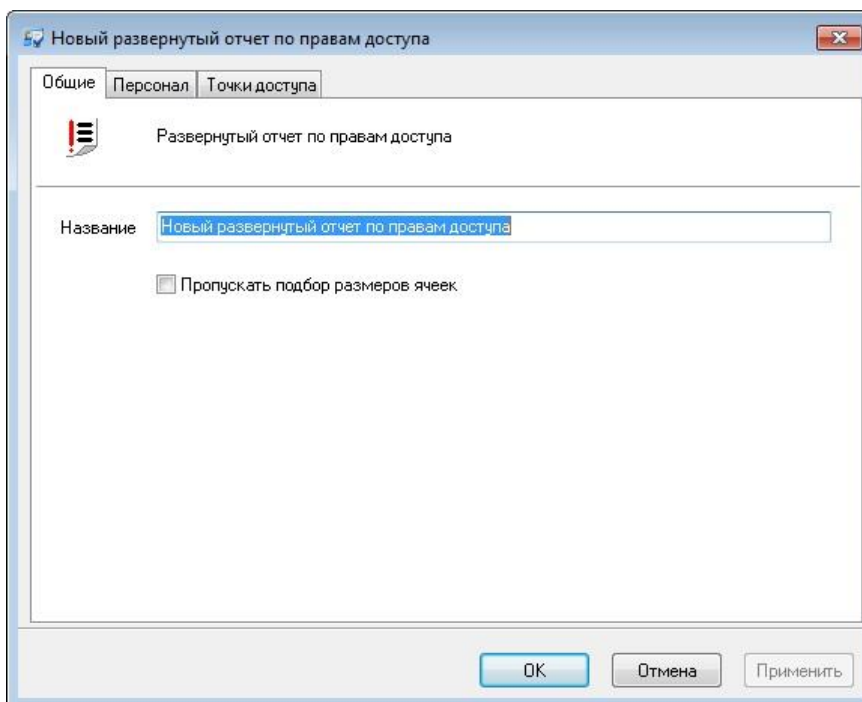 Новый развернутый отчет по правам доступа
Общие Персонал Точки доступа
Развернутый отчет по правам доступа
Название Новый развернутый отчет по правам доступа
Пропускать подбор размеров ячеек
OK Отмена Применить